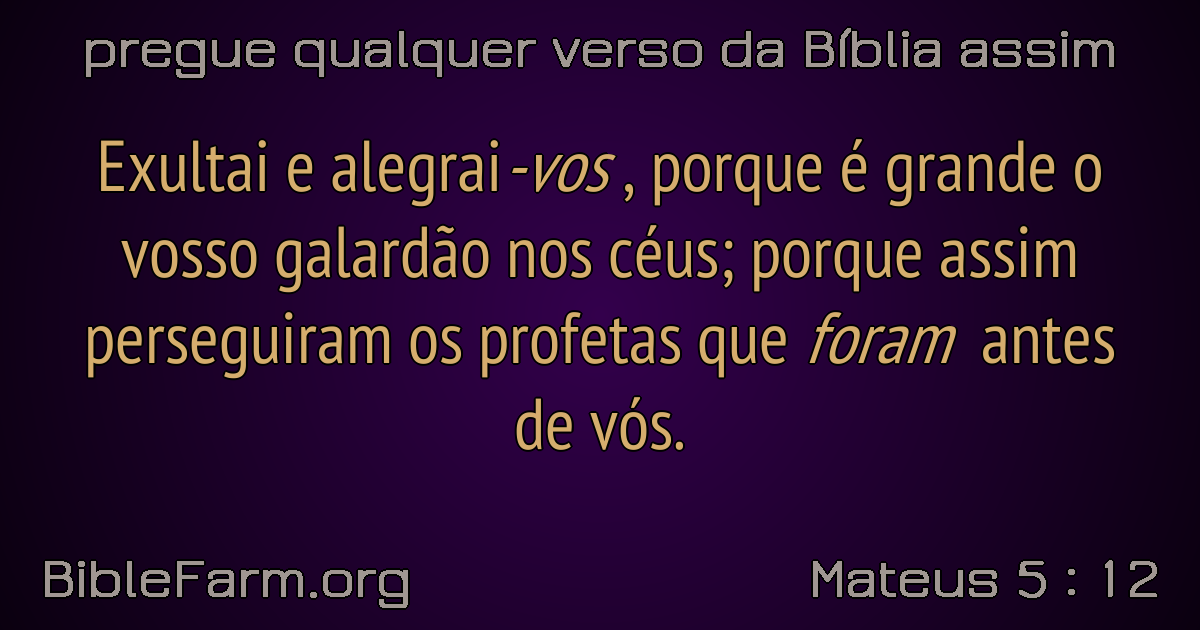 pregue qualquer verso da Bíblia assim
Exultai e alegrai-vos , porque é grande o
vosso galardão nos céus; porque assim
perseguiram os profetas que foram antes
de vós.
BibleFarm.org
Mateus 5 : 12